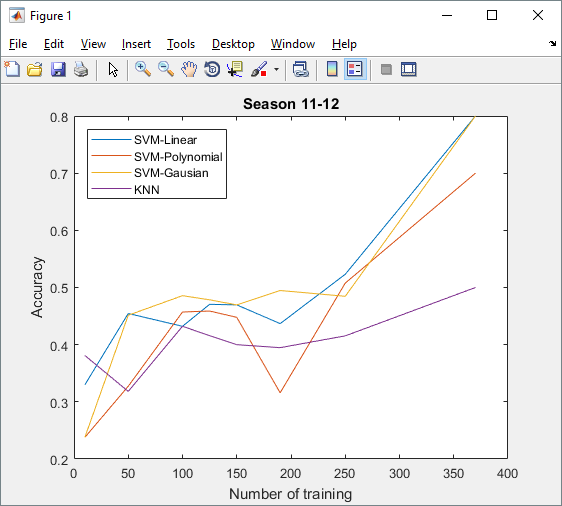 Figure 1
File Edit View Insert Tools Desktop Window Help
Season 11-12
SVM-Linear
SVM-Polynomial
SVM-Gausian
KNN
0.8
0.7
0.6
0.5
0.4
0.3
0.2
Accuracy
0 50 100 150 200 250 300 350 400
Number of training